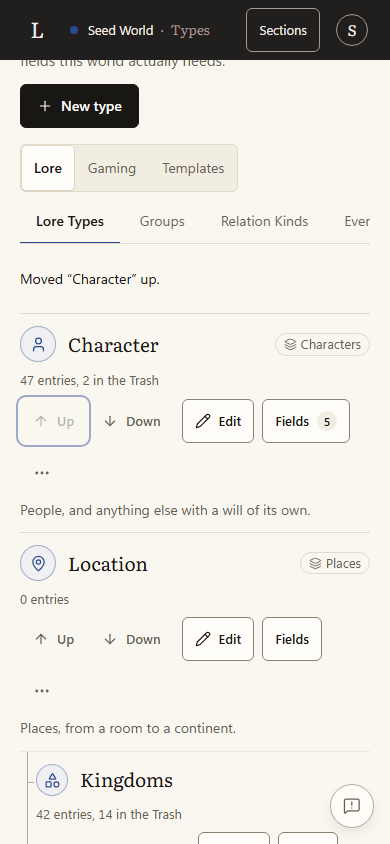 L Seed World · Types Sections S
fields this world actually needs.
+ New type
Lore Gaming Templates
Lore Types Groups Relation Kinds Ever
Moved “Character” up.
Character Characters
47 entries, 2 in the Trash
Up Down Edit Fields 5
...
People, and anything else with a will of its own.
Location Places
0 entries
Up Down Edit Fields
...
Places, from a room to a continent.
Kingdoms
42 entries, 14 in the Trash